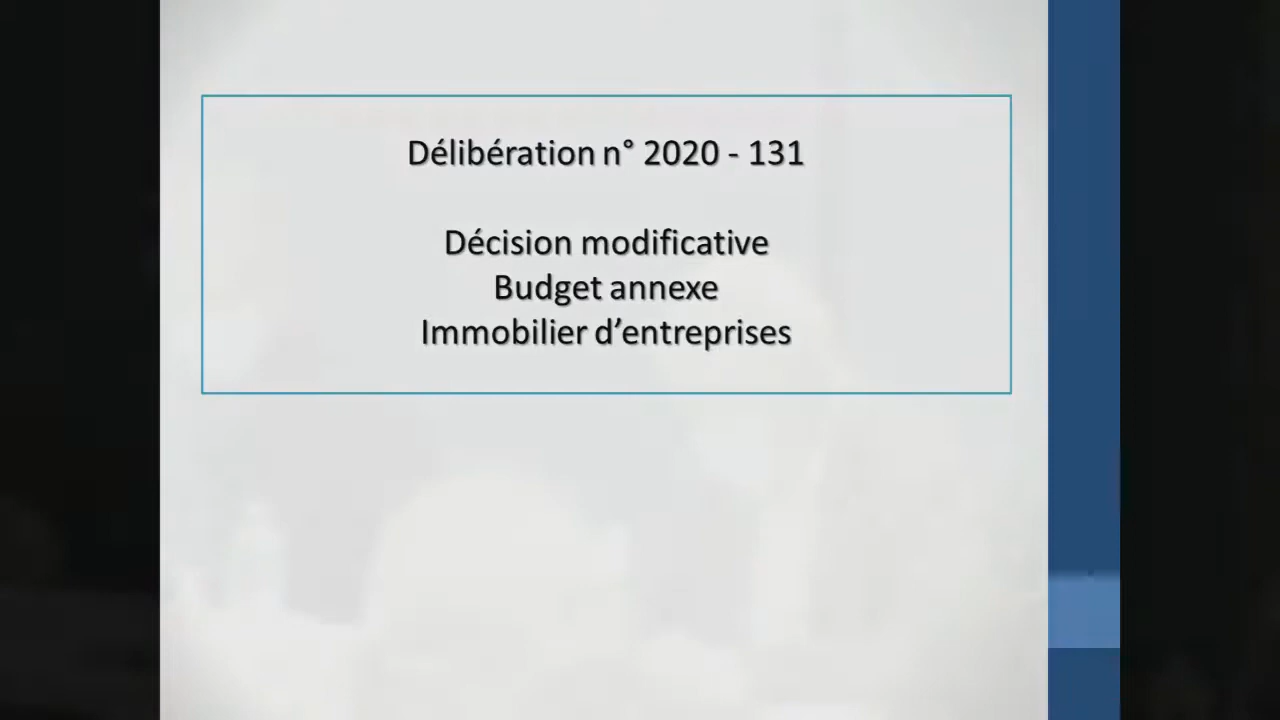 Délibération n° 2020 - 131
Décision modificative
Budget annexe
Immobilier d’entreprises